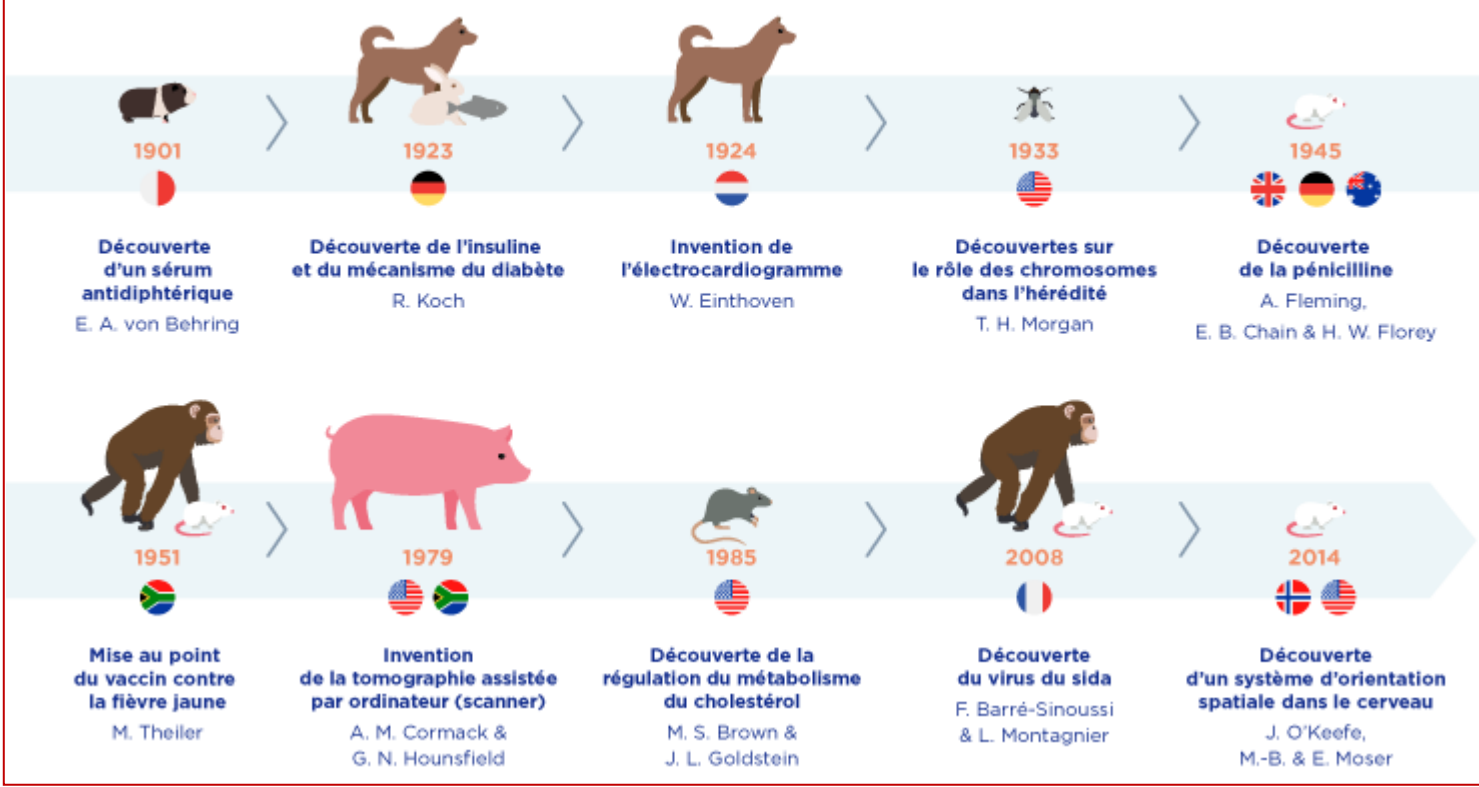 1901
Découverte
d'un sérum
antidiphtérique
E. A. von Behring
1923
Découverte de l'insuline
et du mécanisme du diabète
R. Koch
1924
Invention de
l'électrocardiogramme
W. Einthoven
1933
Découvertes sur
le rôle des chromosomes
dans l'hérédité
T. H. Morgan
1945
Découverte
de la pénicilline
A. Fleming,
E. B. Chain & H. W. Florey
1951
Mise au point
du vaccin contre
la fièvre jaune
M. Theiler
1979
Invention
de la tomographie assistée
par ordinateur (scanner)
A. M. Cormack &
G. N. Hounsfield
1985
Découverte de la
régulation du métabolisme
du cholestérol
M. S. Brown &
J. L. Goldstein
2008
Découverte
du virus du sida
F. Barré-Sinoussi
& L. Montagnier
2014
Découverte
d'un système d'orientation
spatiale dans le cerveau
J. O'Keefe,
M.-B. & E. Moser